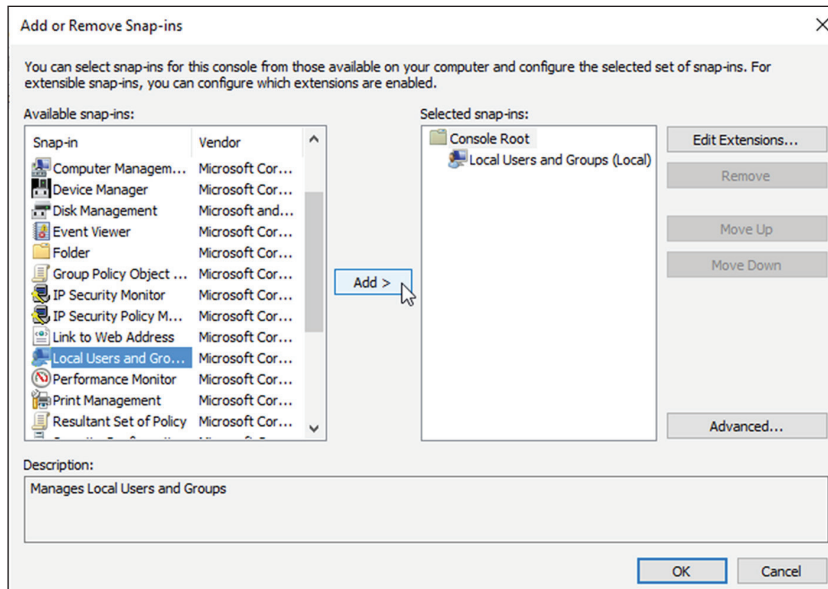 Add or Remove Snap-ins
You can select snap-ins for this console from those available on your computer and configure the selected set of snap-ins. For
extensible snap-ins, you can configure which extensions are enabled.
Available snap-ins:
Snap-in Vendor
Computer Managem... Microsoft Cor...
Device Manager Microsoft Cor...
Disk Management Microsoft and...
Event Viewer Microsoft Cor...
Folder Microsoft Cor...
Group Policy Object ... Microsoft Cor...
IP Security Monitor Microsoft Cor...
IP Security Policy M... Microsoft Cor...
Link to Web Address Microsoft Cor...
Local Users and Gro... Microsoft Cor...
Performance Monitor Microsoft Cor...
Print Management Microsoft Cor...
Resultant Set of Policy Microsoft Cor...
Add >
Selected snap-ins:
Console Root
Local Users and Groups (Local)
Edit Extensions...
Remove
Move Up
Move Down
Advanced...
Description:
Manages Local Users and Groups
OK Cancel